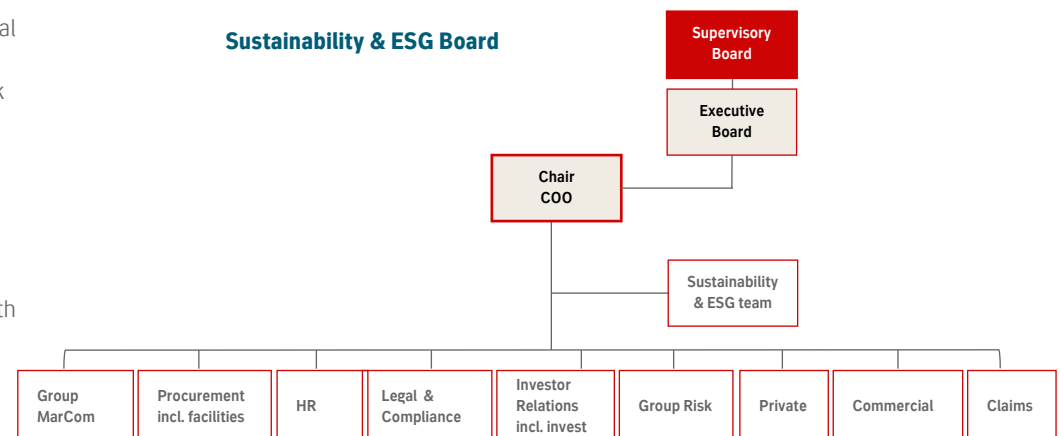 al
k
th
Sustainability & ESG Board
Supervisory
Board
Executive
Board
Chair
COO
Sustainability
& ESG team
Group
MarCom
Procurement
incl. facilities
HR
Legal &
Compliance
Investor
Relations
incl. invest
Group Risk
Private
Commercial
Claims